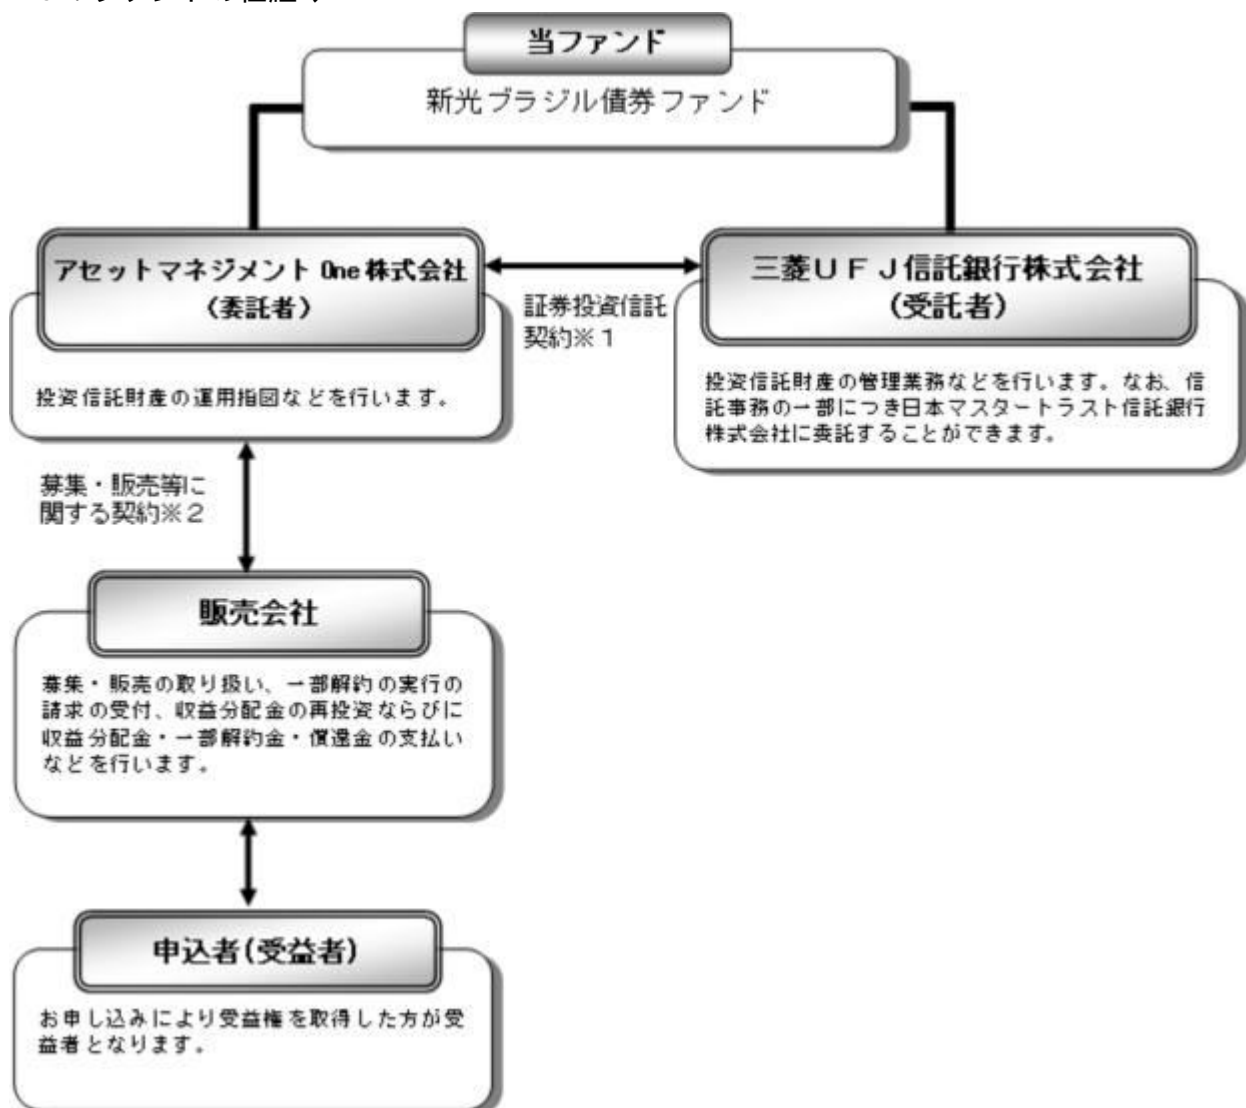 当ファンド
新光ブラジル債券ファンド
アセットマネジメント One 株式会社
（委託者）
投資信託財産の運用指図などを行います。
証券投資信託
契約※１
三菱ＵＦＪ信託銀行株式会社
（受託者）
投資信託財産の管理業務などを行います。なお、信
託事務の一部につき日本マスタートラスト信託銀行
株式会社に委託することができます。
募集・販売等に
関する契約※２
販売会社
募集・販売の取り扱い、一部解約の実行の
請求の受付、収益分配金の再投資ならびに
収益分配金・一部解約金・償還金の支払い
などを行います。
申込者（受益者）
お申し込みにより受益権を取得した方が受
益者となります。